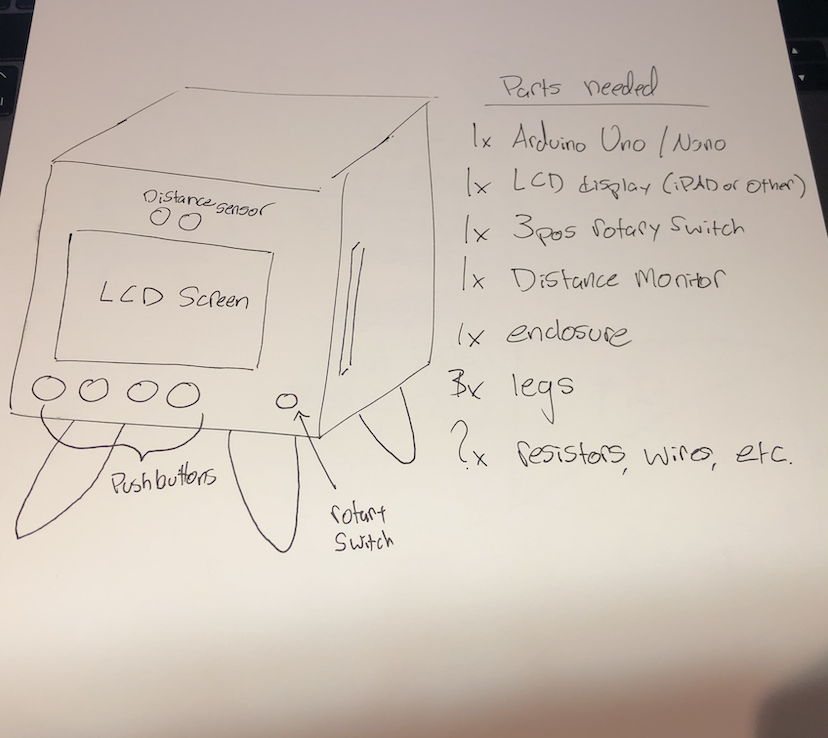 Distance sensor
LCD Screen
Pushbuttons
rotary
Switch
Parts needed
1x Arduino Uno / Nano
1x LCD display (iPAD or other)
1x 3pos rotary switch
1x Distance Monitor
1x enclosure
3x legs
?x resistors, wires, etc.